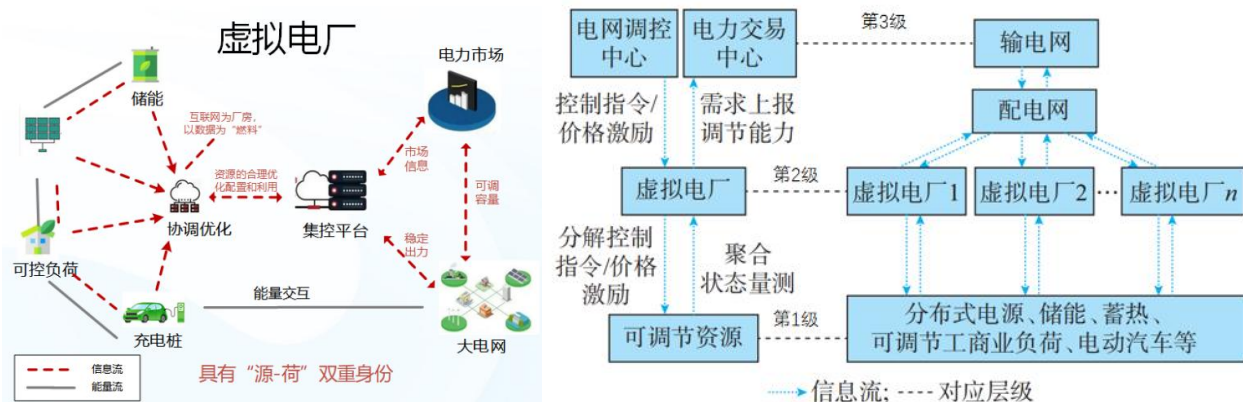 虚拟电厂
电力市场
储能
互联网为厂房，
以数据为“燃料”
市场
信息
资源的合理优
化配置和利用
可调
容量
协调优化
集控平台
稳定
出力
可控负荷
能量交互
充电桩
大电网
信息流
能量流
具有“源-荷”双重身份
电网调控
中心
电力交易
中心
第3级
输电网
控制指令/
价格激励
需求上报
调节能力
配电网
虚拟电厂
第2级
虚拟电厂1
虚拟电厂2
···
虚拟电厂n
分解控制
指令/价格
激励
聚合
状态量测
可调节资源
第1级
分布式电源、储能、蓄热、
可调节工商业负荷、电动汽车等
信息流;
对应层级